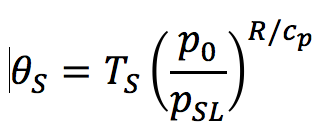 θ_S = T_S (p_0 / p_SL)^{R/c_p}